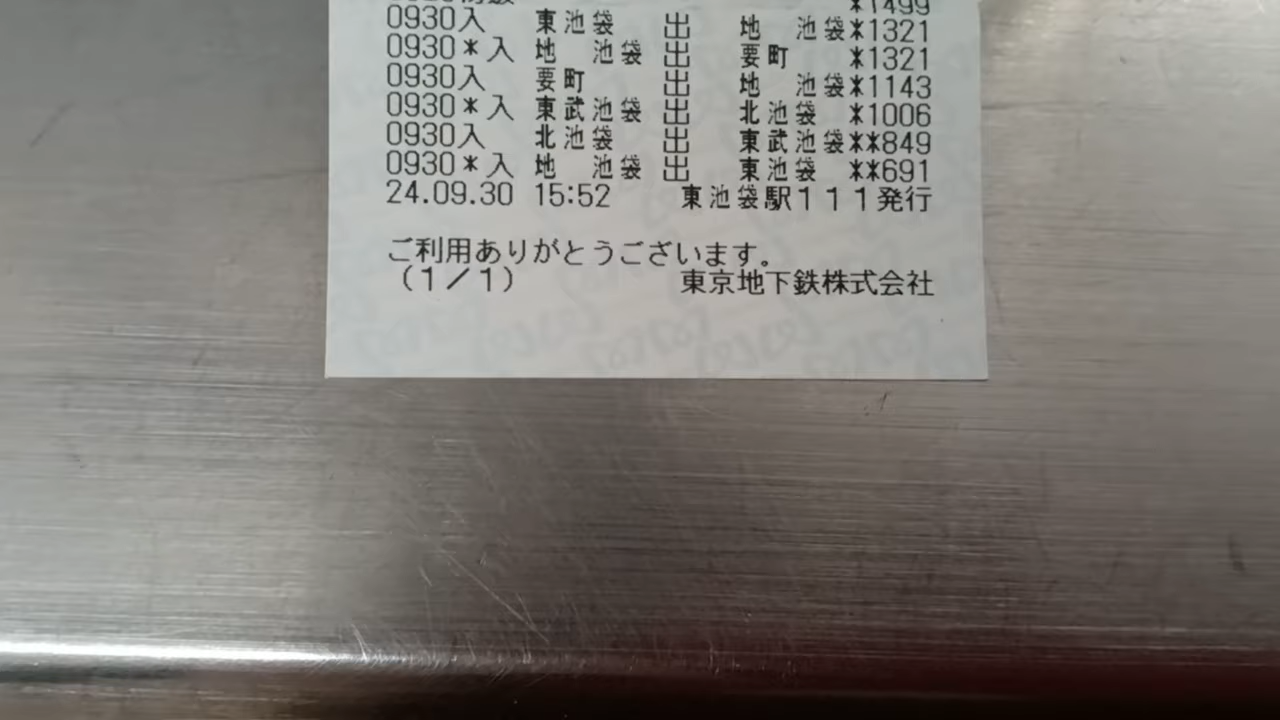 *1499
0930入 東池袋 出 地 池袋*1321
0930*入 地 池袋 出 要町 *1321
0930入 要町 出 地 池袋*1143
0930*入 東武池袋 出 北池袋 *1006
0930入 北池袋 出 東武池袋**849
0930*入 地 池袋 出 東池袋 **691
24.09.30 15:52 東池袋駅111発行
ご利用ありがとうございます。
(1/1) 東京地下鉄株式会社